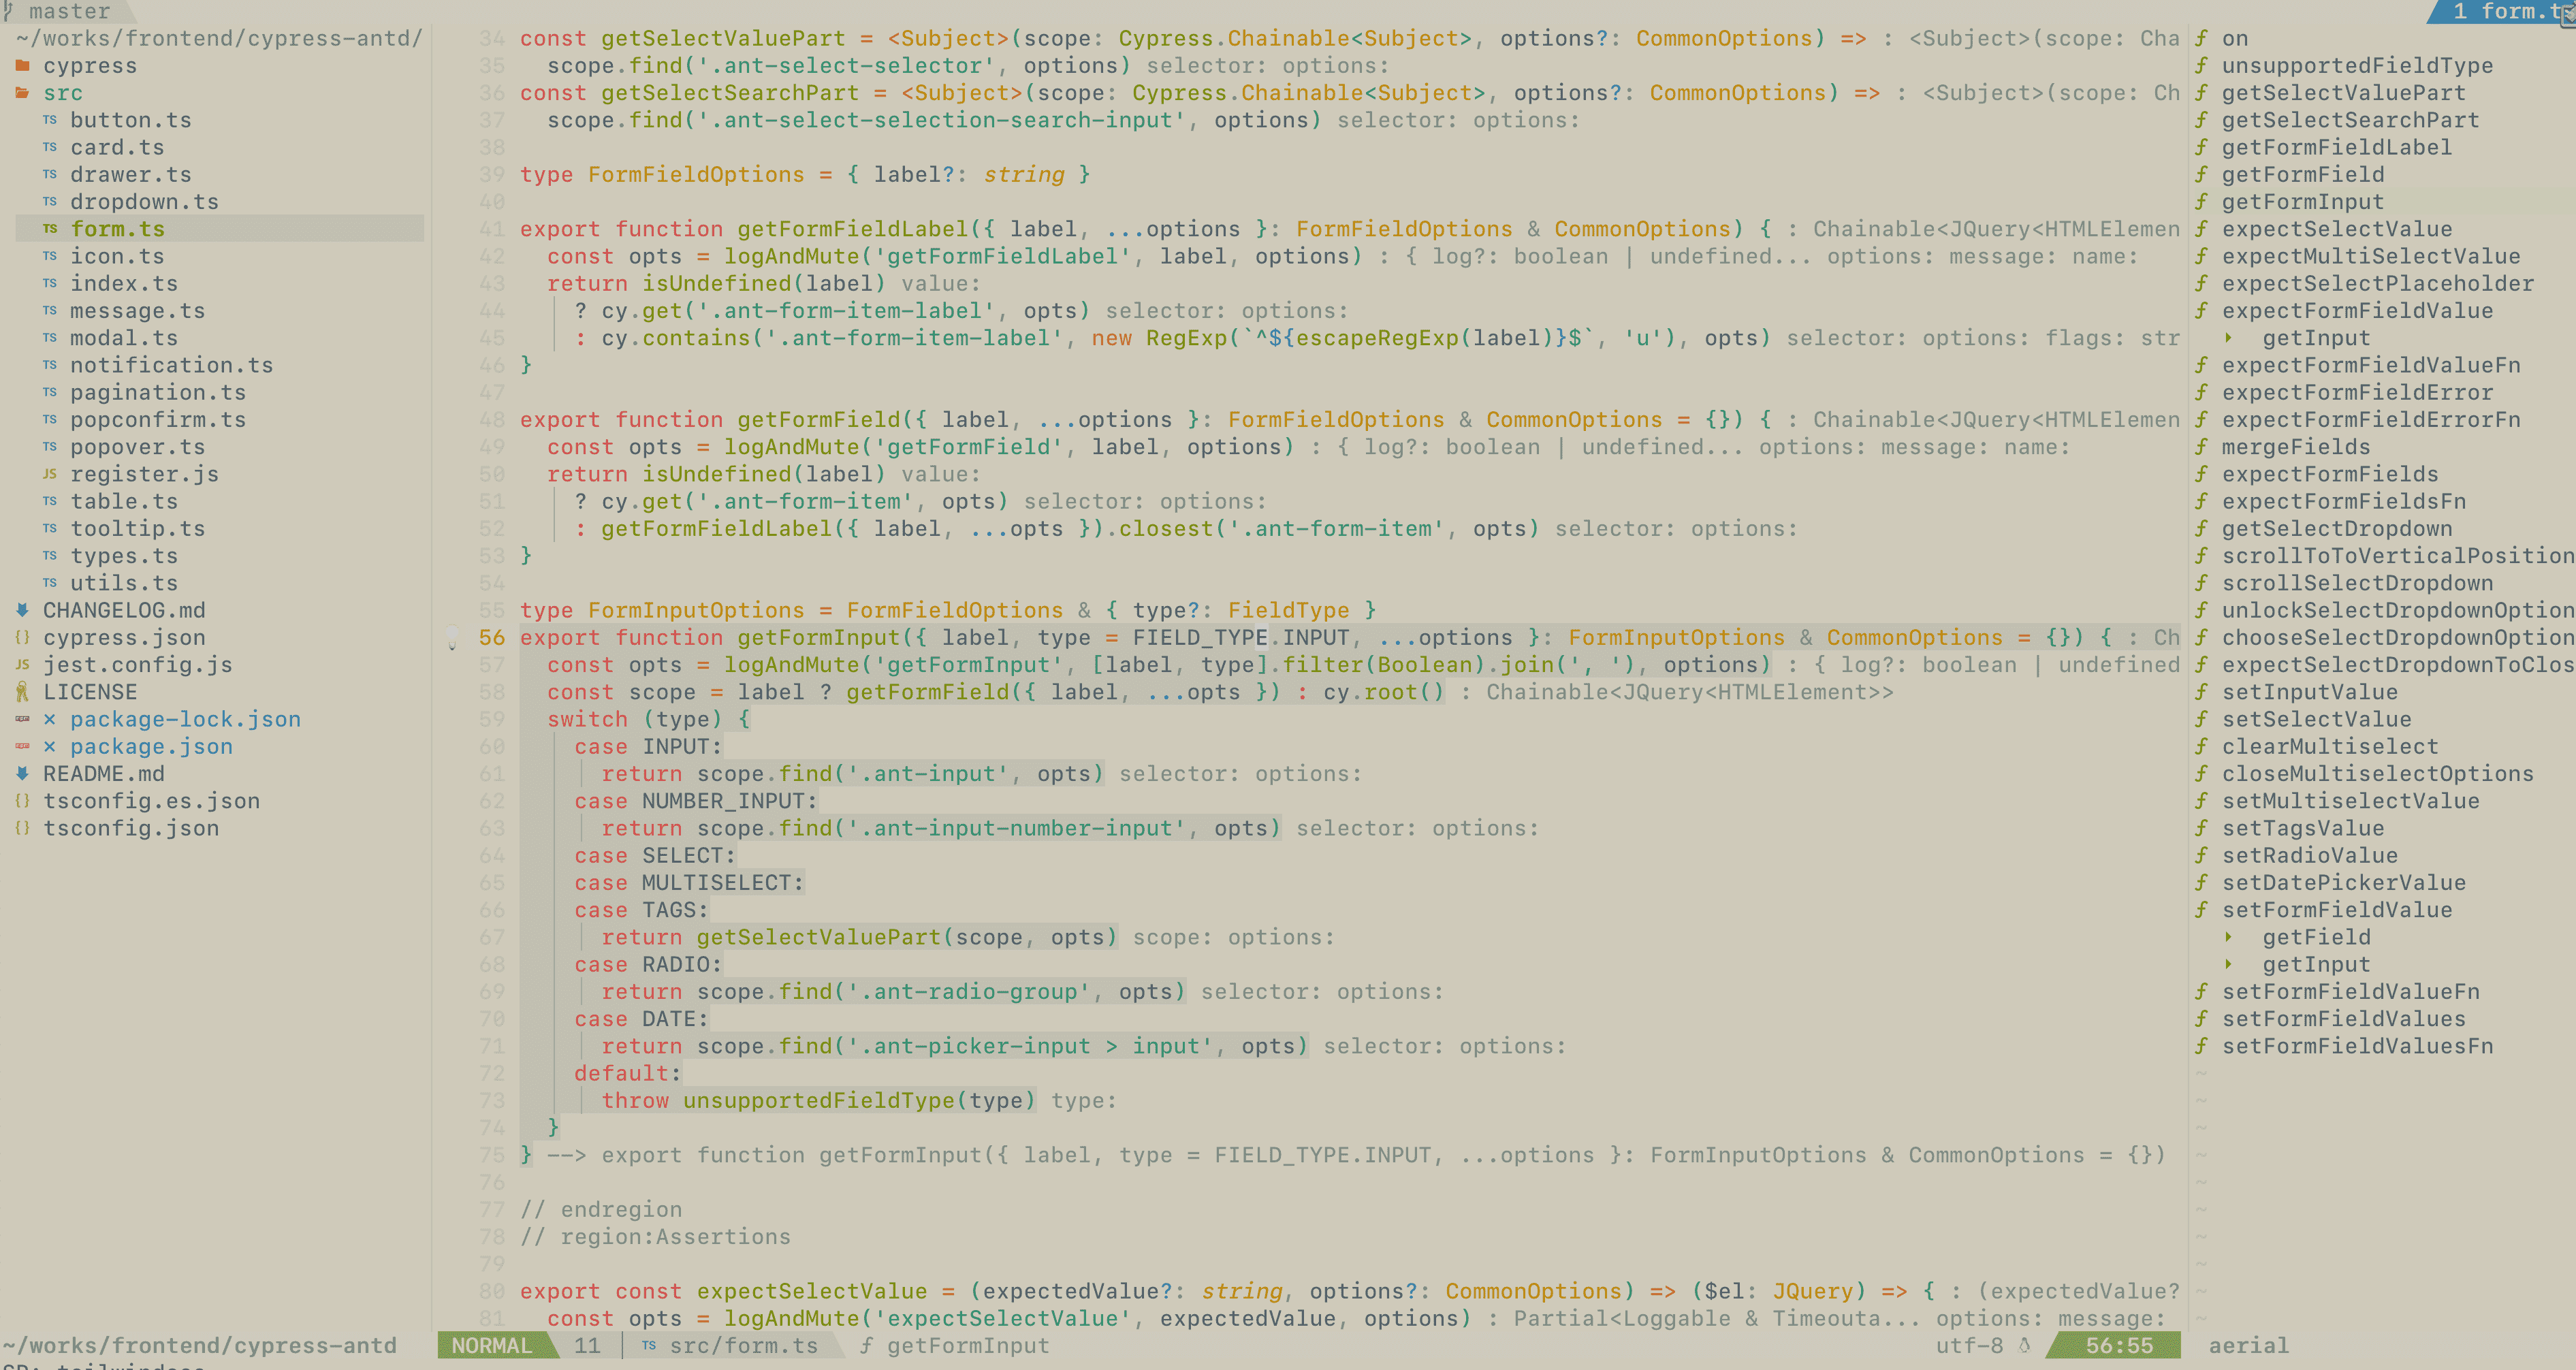 master
1 form.ts
~/works/frontend/cypress-antd/
cypress
src
TS button.ts
TS card.ts
TS drawer.ts
TS dropdown.ts
TS form.ts
TS icon.ts
TS index.ts
TS message.ts
TS modal.ts
TS notification.ts
TS pagination.ts
TS popconfirm.ts
TS popover.ts
JS register.js
TS table.ts
TS tooltip.ts
TS types.ts
TS utils.ts
CHANGELOG.md
{} cypress.json
JS jest.config.js
LICENSE
× package-lock.json
× package.json
README.md
{} tsconfig.es.json
{} tsconfig.json
34 const getSelectValuePart = <Subject>(scope: Cypress.Chainable<Subject>, options?: CommonOptions) => : <Subject>(scope: Cha
35 scope.find('.ant-select-selector', options) selector: options:
36 const getSelectSearchPart = <Subject>(scope: Cypress.Chainable<Subject>, options?: CommonOptions) => : <Subject>(scope: Ch
37 scope.find('.ant-select-selection-search-input', options) selector: options:
38
39 type FormFieldOptions = { label?: string }
40
41 export function getFormFieldLabel({ label, ...options }: FormFieldOptions & CommonOptions) { : Chainable<JQuery<HTMLElemen
42 const opts = logAndMute('getFormFieldLabel', label, options) : { log?: boolean | undefined... options: message: name:
43 return isUndefined(label) value:
44 ? cy.get('.ant-form-item-label', opts) selector: options:
45 : cy.contains('.ant-form-item-label', new RegExp(`^${escapeRegExp(label)}$`, 'u'), opts) selector: options: flags: str
46 }
47
48 export function getFormField({ label, ...options }: FormFieldOptions & CommonOptions = {}) { : Chainable<JQuery<HTMLElemen
49 const opts = logAndMute('getFormField', label, options) : { log?: boolean | undefined... options: message: name:
50 return isUndefined(label) value:
51 ? cy.get('.ant-form-item', opts) selector: options:
52 : getFormFieldLabel({ label, ...opts }).closest('.ant-form-item', opts) selector: options:
53 }
54
55 type FormInputOptions = FormFieldOptions & { type?: FieldType }
56 export function getFormInput({ label, type = FIELD_TYPE.INPUT, ...options }: FormInputOptions & CommonOptions = {}) { : Ch
57 const opts = logAndMute('getFormInput', [label, type].filter(Boolean).join(', '), options) : { log?: boolean | undefined
58 const scope = label ? getFormField({ label, ...opts }) : cy.root() : Chainable<JQuery<HTMLElement>>
59 switch (type) {
60 case INPUT:
61 return scope.find('.ant-input', opts) selector: options:
62 case NUMBER_INPUT:
63 return scope.find('.ant-input-number-input', opts) selector: options:
64 case SELECT:
65 case MULTISELECT:
66 case TAGS:
67 return getSelectValuePart(scope, opts) scope: options:
68 case RADIO:
69 return scope.find('.ant-radio-group', opts) selector: options:
70 case DATE:
71 return scope.find('.ant-picker-input > input', opts) selector: options:
72 default:
73 throw unsupportedFieldType(type) type:
74 }
75 } --> export function getFormInput({ label, type = FIELD_TYPE.INPUT, ...options }: FormInputOptions & CommonOptions = {})
76
77 // endregion
78 // region:Assertions
79
80 export const expectSelectValue = (expectedValue?: string, options?: CommonOptions) => ($el: JQuery) => { : (expectedValue?
81 const opts = logAndMute('expectSelectValue', expectedValue, options) : Partial<Loggable & Timeouta... options: message:
ƒ on
ƒ unsupportedFieldType
ƒ getSelectValuePart
ƒ getSelectSearchPart
ƒ getFormFieldLabel
ƒ getFormField
ƒ getFormInput
ƒ expectSelectValue
ƒ expectMultiSelectValue
ƒ expectSelectPlaceholder
ƒ expectFormFieldValue
getInput
ƒ expectFormFieldValueFn
ƒ expectFormFieldError
ƒ expectFormFieldErrorFn
ƒ mergeFields
ƒ expectFormFields
ƒ expectFormFieldsFn
ƒ getSelectDropdown
ƒ scrollToToVerticalPosition
ƒ scrollSelectDropdown
ƒ unlockSelectDropdownOption
ƒ chooseSelectDropdownOption
ƒ expectSelectDropdownToClos
ƒ setInputValue
ƒ setSelectValue
ƒ clearMultiselect
ƒ closeMultiselectOptions
ƒ setMultiselectValue
ƒ setTagsValue
ƒ setRadioValue
ƒ setDatePickerValue
ƒ setFormFieldValue
getField
getInput
ƒ setFormFieldValueFn
ƒ setFormFieldValues
ƒ setFormFieldValuesFn
~
~
~
~
~
~
~
~
~
~
~/works/frontend/cypress-antd
NORMAL 11 TS src/form.ts ƒ getFormInput utf-8 56:55
aerial